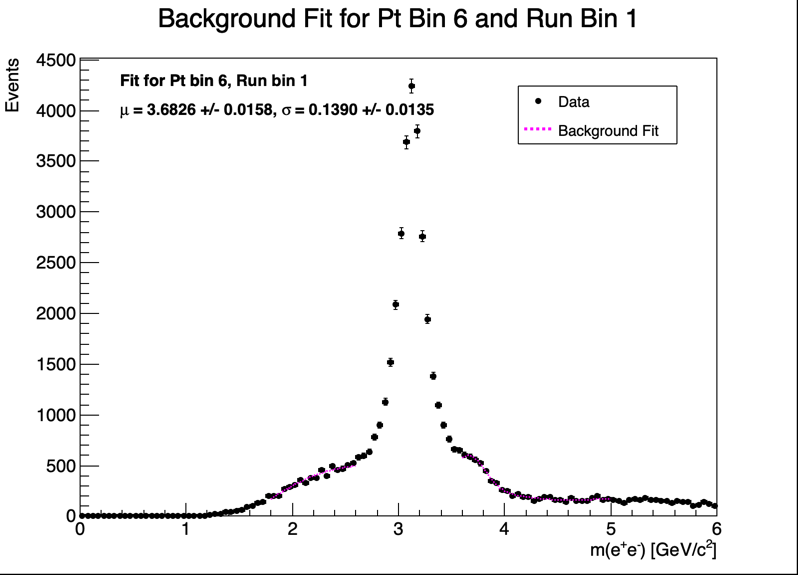 Background Fit for Pt Bin 6 and Run Bin 1
Events
4500
4000
3500
3000
2500
2000
1500
1000
500
0
Fit for Pt bin 6, Run bin 1
μ = 3.6826 +/- 0.0158, σ = 0.1390 +/- 0.0135
Data
Background Fit
0 1 2 3 4 5 6
m(e⁺e⁻) [GeV/c²]